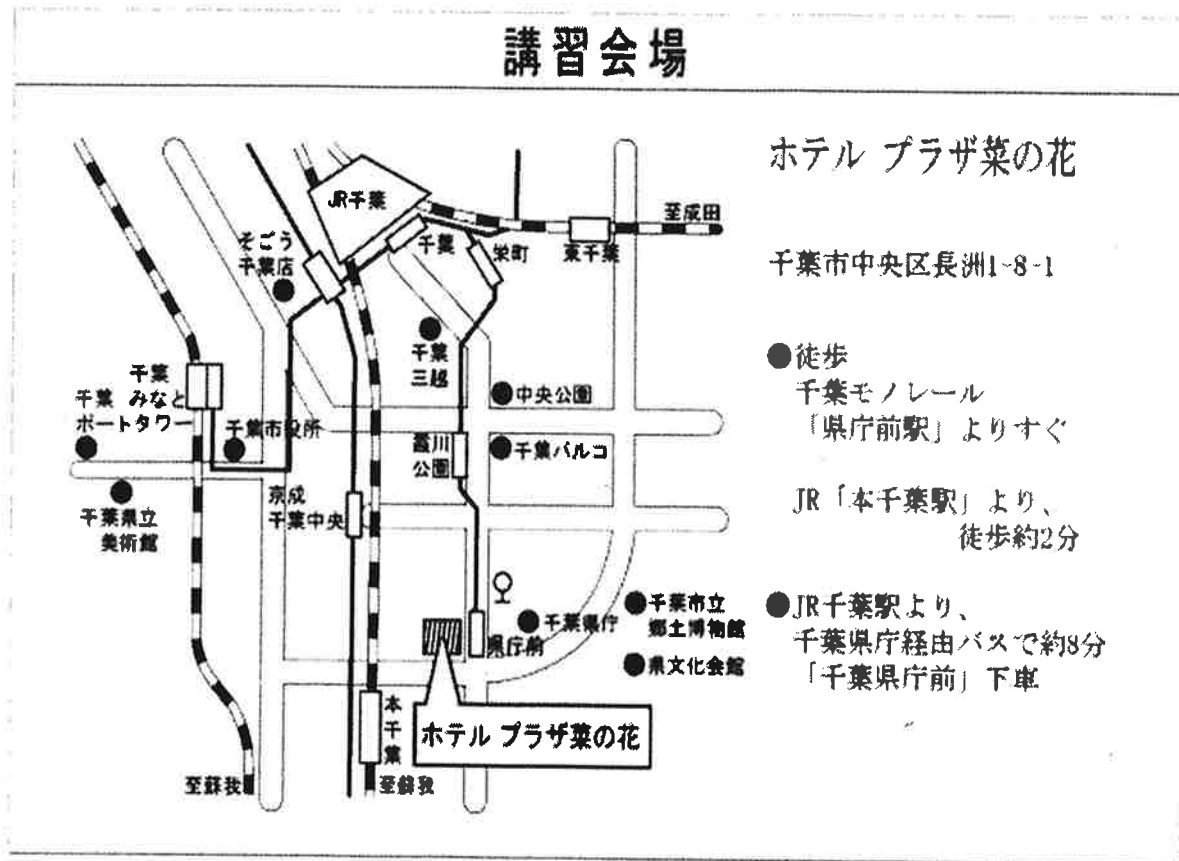 講習会場
ホテル プラザ菜の花
千葉市中央区長洲1-8-1
●徒歩
千葉モノレール
「県庁前駅」よりすぐ
JR「本千葉駅」より、
徒歩約2分
●JR千葉駅より、
千葉県庁経由バスで約8分
「千葉県庁前」下車
JR千葉
至成田
そごう
千葉店
千葉
栄町
東千葉
千葉
三越
千葉
みなと
中央公園
千葉
ポートタワー
千葉市役所
葭川
公園
千葉パルコ
京成
千葉中央
千葉県立
美術館
千葉県庁
千葉市立
郷土博物館
県庁前
県文化会館
本
千
葉
ホテル プラザ菜の花
至蘇我
至蘇我